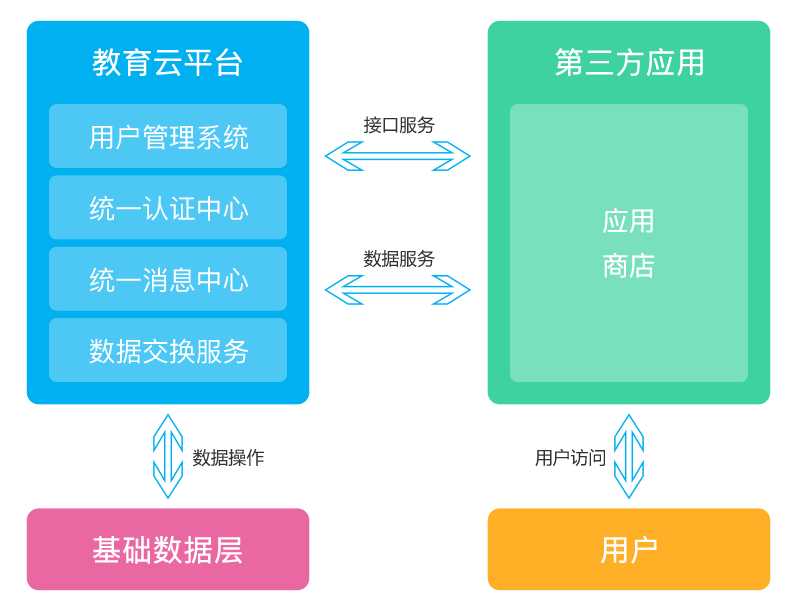 教育云平台
用户管理系统
统一认证中心
统一消息中心
数据交换服务
接口服务
数据服务
第三方应用
应用
商店
数据操作
用户访问
基础数据层
用户